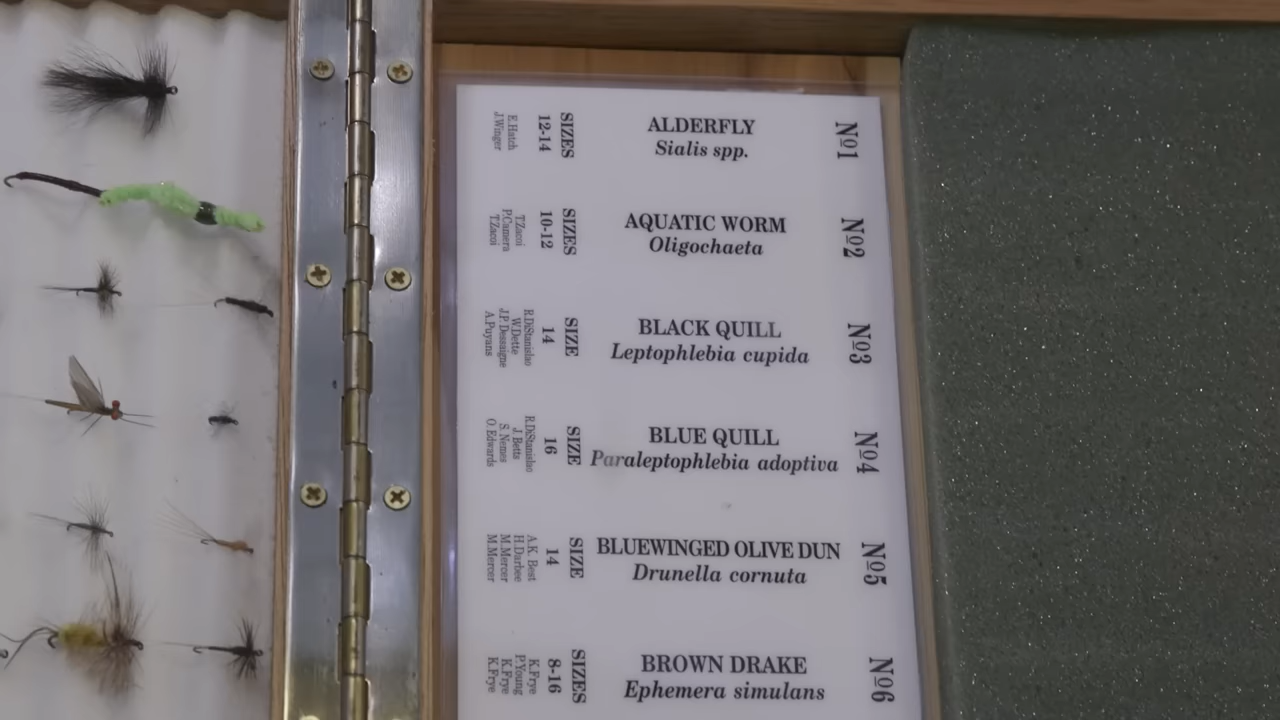 ALDERFLY
Sialis spp.
No1
SIZES
12-14
E.Hatch
J.Winger
AQUATIC WORM
Oligochaeta
No2
SIZES
10-12
T.Zacoi
P.Camera
T.Zacoi
BLACK QUILL
Leptophlebia cupida
No3
SIZE
14
R.DiStanislao
W.Dette
J.P. Dessaigne
A.Puyans
BLUE QUILL
Paraleptophlebia adoptiva
No4
SIZE
16
R.DiStanislao
J. Betts
S. Nemes
O. Edwards
BLUEWINGED OLIVE DUN
Drunella cornuta
No5
SIZE
14
A.K. Best
H.Darbee
M.Mercer
M.Mercer
BROWN DRAKE
Ephemera simulans
No6
SIZES
8-16
K.Frye
P.Young
K.Frye
K.Frye